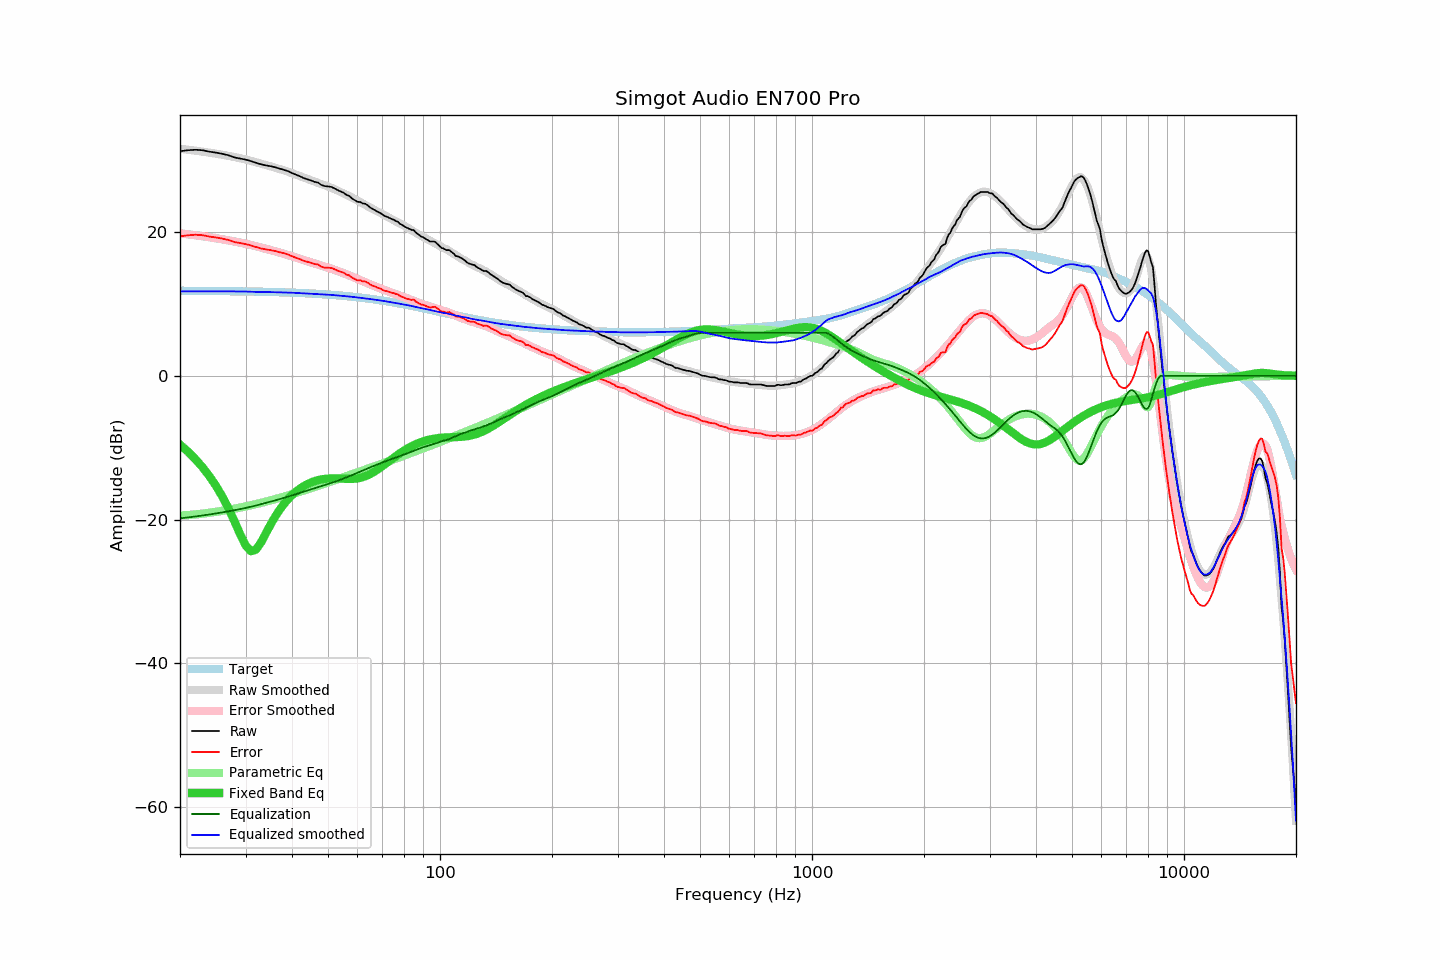 Simgot Audio EN700 Pro
Amplitude (dBr)
20
0
−20
−40
−60
Target
Raw Smoothed
Error Smoothed
Raw
Error
Parametric Eq
Fixed Band Eq
Equalization
Equalized smoothed
100
1000
10000
Frequency (Hz)